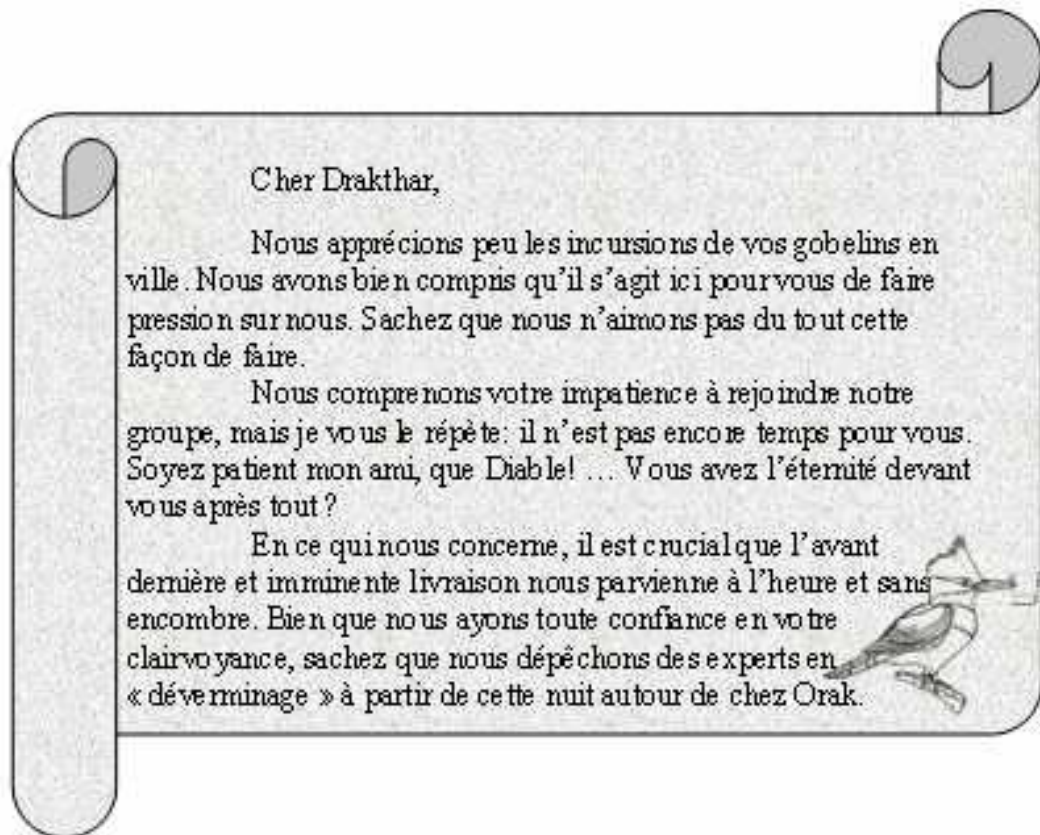 Cher Drakthar,
Nous apprécions peu les incursions de vos gobelins en
ville. Nous avons bien compris qu’il s’agit ici pour vous de faire
pression sur nous. Sachez que nous n’aimons pas du tout cette
façon de faire.
Nous comprenons votre impatience à rejoindre notre
groupe, mais je vous le répète: il n’est pas encore temps pour vous.
Soyez patient mon ami, que Diable! … Vous avez l’éternité devant
vous après tout ?
En ce qui nous concerne, il est crucial que l’avant
dernière et imminente livraison nous parvienne à l’heure et sans
encombre. Bien que nous ayons toute confiance en votre
clairvoyance, sachez que nous dépêchons des experts en
« déverminage » à partir de cette nuit autour de chez Orak.